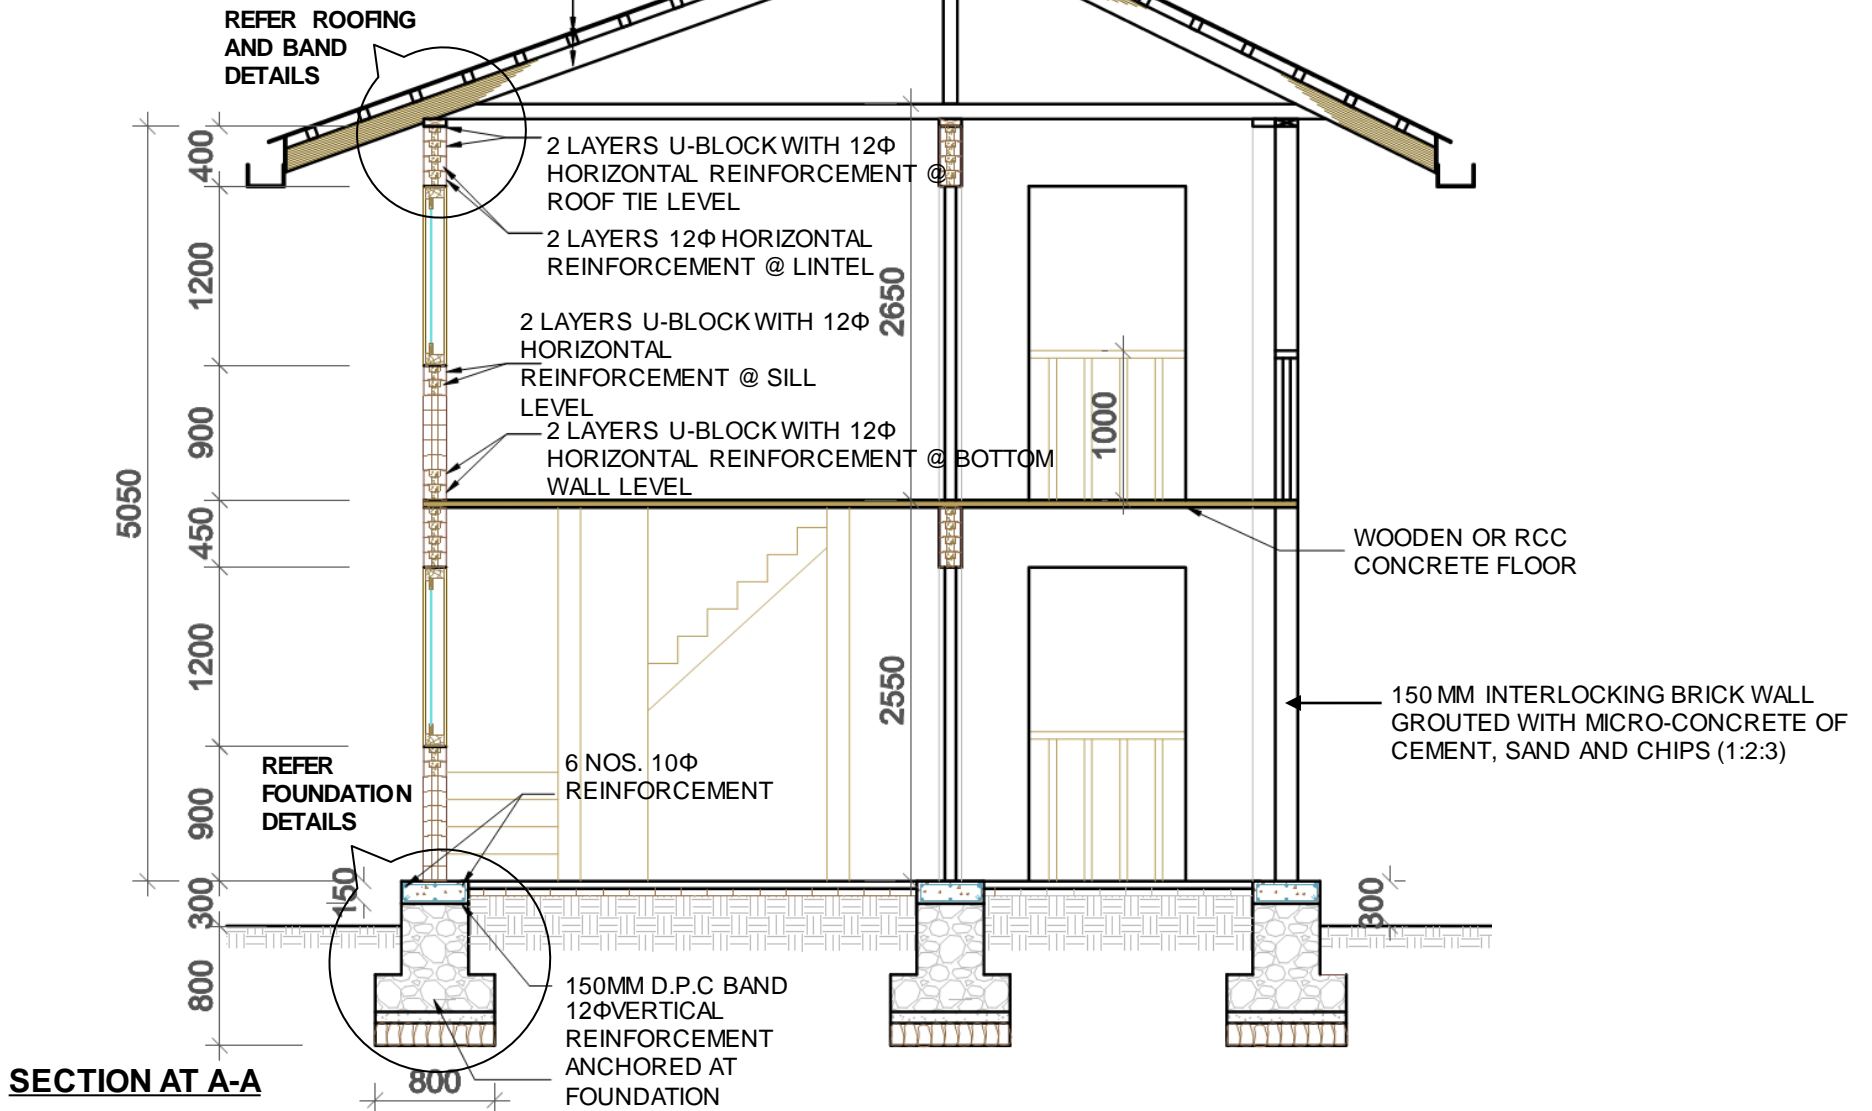 REFER ROOFING
AND BAND
DETAILS
2 LAYERS U-BLOCK WITH 12Φ
HORIZONTAL REINFORCEMENT @
ROOF TIE LEVEL
2 LAYERS 12Φ HORIZONTAL
REINFORCEMENT @ LINTEL
2 LAYERS U-BLOCK WITH 12Φ
HORIZONTAL
REINFORCEMENT @ SILL
LEVEL
2 LAYERS U-BLOCK WITH 12Φ
HORIZONTAL REINFORCEMENT @ BOTTOM
WALL LEVEL
400
1200
900
450
1200
900
300
800
5050
150
2650
2550
1000
300
WOODEN OR RCC
CONCRETE FLOOR
150 MM INTERLOCKING BRICK WALL
GROUTED WITH MICRO-CONCRETE OF
CEMENT, SAND AND CHIPS (1:2:3)
REFER
FOUNDATION
DETAILS
6 NOS. 10Φ
REINFORCEMENT
150MM D.P.C BAND
12ΦVERTICAL
REINFORCEMENT
ANCHORED AT
FOUNDATION
800
SECTION AT A-A